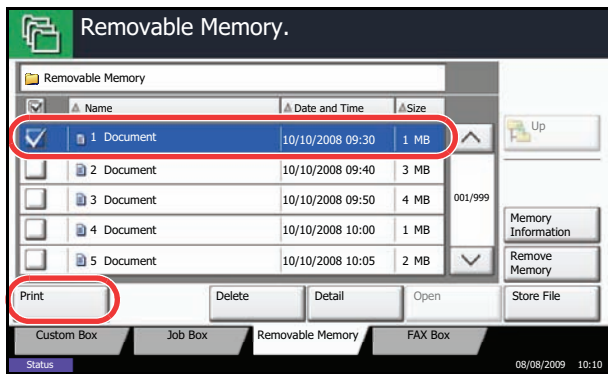 Removable Memory.
Removable Memory
Name Date and Time Size
1 Document 10/10/2008 09:30 1 MB
Up
2 Document 10/10/2008 09:40 3 MB
3 Document 10/10/2008 09:50 4 MB
001/999
4 Document 10/10/2008 10:00 1 MB
Memory
Information
5 Document 10/10/2008 10:05 2 MB
Remove
Memory
Print Delete Detail Open Store File
Custom Box Job Box Removable Memory FAX Box
Status 08/08/2009 10:10